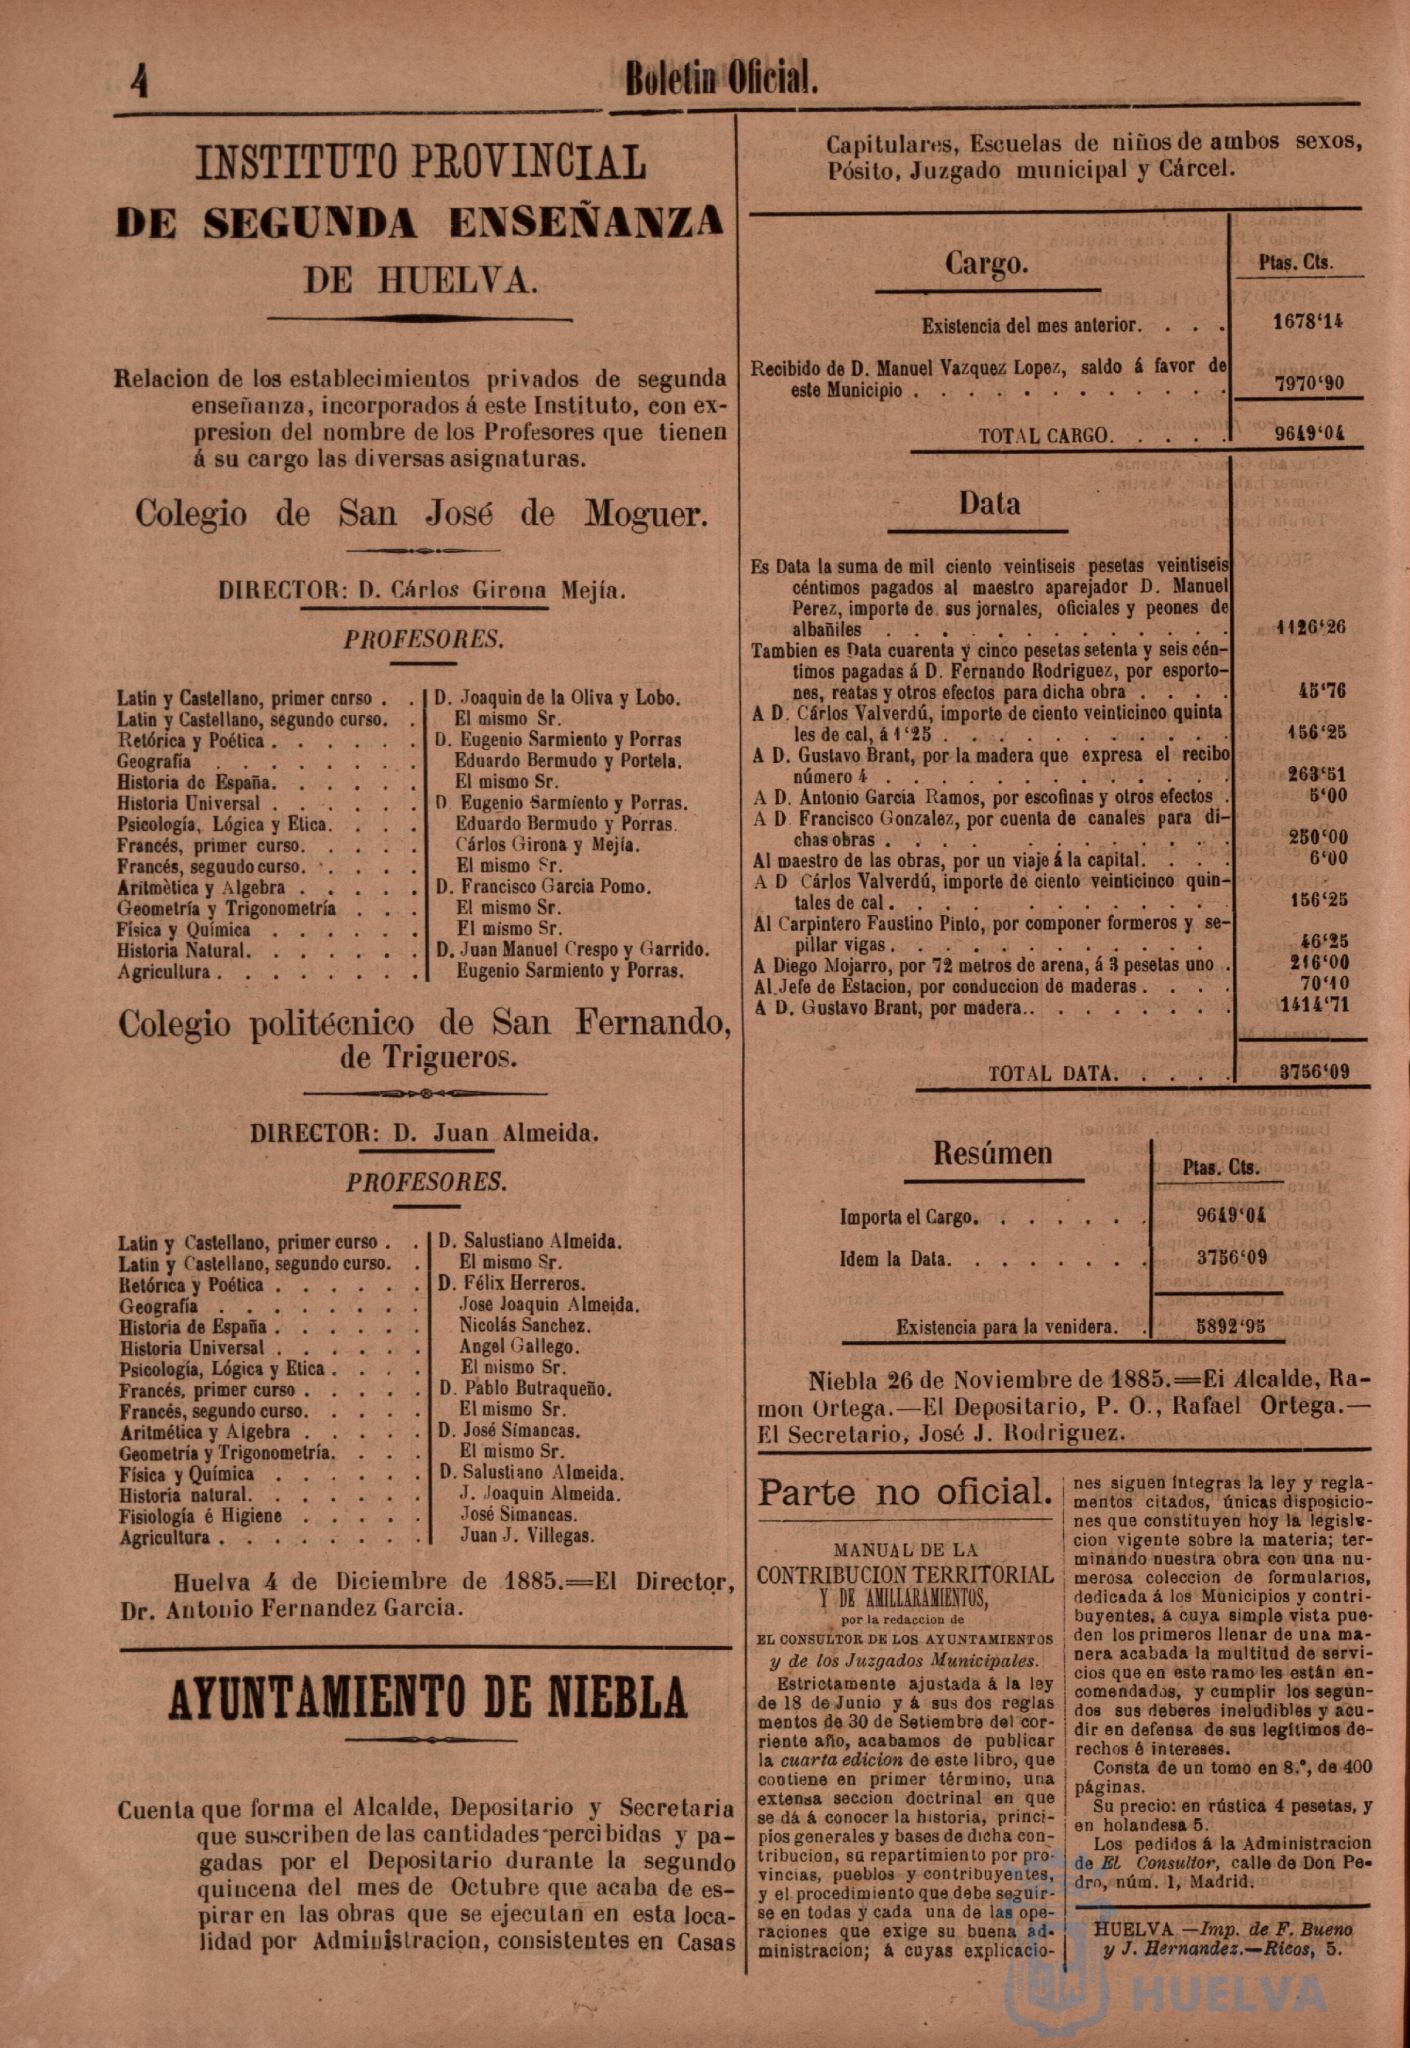 4
Boletin Oficial.
INSTITUTO PROVINCIAL
DE SEGUNDA ENSEÑANZA
DE HUELVA.
Relacion de los establecimientos privados de segunda
enseñanza, incorporados á este Instituto, con ex-
presion del nombre de los Profesores que tienen
á su cargo las diversas asignaturas.
Colegio de San José de Moguer.
DIRECTOR: D. Cárlos Girona Mejía.
PROFESORES.
Latin y Castellano, primer curso . . D. Joaquin de la Oliva y Lobo.
Latin y Castellano, segundo curso. . El mismo Sr.
Retórica y Poética . . . . . . D. Eugenio Sarmiento y Porras
Geografía . . . . . . . . Eduardo Bermudo y Portela.
Historia de España. . . . . . El mismo Sr.
Historia Universal . . . . . . D. Eugenio Sarmiento y Porras.
Psicología, Lógica y Etica. . . . Eduardo Bermudo y Porras.
Francés, primer curso. . . . . Cárlos Girona y Mejía.
Francés, seguudo curso. . . . . El mismo Sr.
Aritmètica y Algebra . . . . . D. Francisco Garcia Pomo.
Geometría y Trigonometría . . . El mismo Sr.
Física y Química . . . . . . El mismo Sr.
Historia Natural. . . . . . . D. Juan Manuel Crespo y Garrido.
Agricultura . . . . . . . . Eugenio Sarmiento y Porras.
Colegio politécnico de San Fernando,
de Trigueros.
DIRECTOR: D. Juan Almeida.
PROFESORES.
Latin y Castellano, primer curso . . D. Salustiano Almeida.
Latin y Castellano, segundo curso. . El mismo Sr.
Retórica y Poética . . . . . . D. Félix Herreros.
Geografía . . . . . . . . Jose Joaquin Almeida.
Historia de España . . . . . . Nicolás Sanchez.
Historia Universal . . . . . . Angel Gallego.
Psicología, Lógica y Etica . . . . El mismo Sr.
Francés, primer curso . . . . . D. Pablo Butraqueño.
Francés, segundo curso. . . . . El mismo Sr.
Aritmética y Algebra . . . . . D. José Simancas.
Geometría y Trigonometría. . . . El mismo Sr.
Física y Química . . . . . . D. Salustiano Almeida.
Historia natural. . . . . . . J. Joaquin Almeida.
Fisiología é Higiene . . . . . José Simancas.
Agricultura . . . . . . . . Juan J. Villegas.
Huelva 4 de Diciembre de 1885.=El Director,
Dr. Antonio Fernandez Garcia.
AYUNTAMIENTO DE NIEBLA
Cuenta que forma el Alcalde, Depositario y Secretaria
que suscriben de las cantidades percibidas y pa-
gadas por el Depositario durante la segundo
quincena del mes de Octubre que acaba de es-
pirar en las obras que se ejecutan en esta loca-
lidad por Administracion, consistentes en Casas
Capitulares, Escuelas de niños de ambos sexos,
Pósito, Juzgado municipal y Cárcel.
Cargo. Ptas. Cts.
Existencia del mes anterior. . . . 1678'14
Recibido de D. Manuel Vazquez Lopez, saldo á favor de
este Municipio . . . . . . . . . . . 7970'90
TOTAL CARGO. . . . . 9649'04
Data
Es Data la suma de mil ciento veintiseis pesetas veintiseis
céntimos pagados al maestro aparejador D. Manuel
Perez, importe de sus jornales, oficiales y peones de
albañiles . . . . . . . . . . . . 1126'26
Tambien es Data cuarenta y cinco pesetas setenta y seis cén-
timos pagadas á D. Fernando Rodriguez, por esporto-
nes, reatas y otros efectos para dicha obra . . . . 45'76
A D. Cárlos Valverdú, importe de ciento veinticinco quinta
les de cal, á 1'25 . . . . . . . . . . . 156'25
A D. Gustavo Brant, por la madera que expresa el recibo
número 4 . . . . . . . . . . . . . 263'51
A D. Antonio Garcia Ramos, por escofinas y otros efectos . 5'00
A D. Francisco Gonzalez, por cuenta de canales para di-
chas obras . . . . . . . . . . . . 250'00
Al maestro de las obras, por un viaje á la capital. . . . 6'00
A D Cárlos Valverdú, importe de ciento veinticinco quin-
tales de cal. . . . . . . . . . . . 156'25
Al Carpintero Faustino Pinto, por componer formeros y se-
pillar vigas . . . . . . . . . . . . 46'25
A Diego Mojarro, por 72 metros de arena, á 3 pesetas uno . 216'00
Al Jefe de Estacion, por conduccion de maderas . . . . 70'10
A D. Gustavo Brant, por madera.. . . . . . . . 1414'71
TOTAL DATA. . . . . 3756'09
Resúmen Ptas. Cts.
Importa el Cargo. . . . . . . 9649'04
Idem la Data. . . . . . . . 3756'09
Existencia para la venidera. . 5892'95
Niebla 26 de Noviembre de 1885.=Ei Alcalde, Ra-
mon Ortega.—El Depositario, P. O., Rafael Ortega.—
El Secretario, José J. Rodriguez.
Parte no oficial.
MANUAL DE LA
CONTRIBUCION TERRITORIAL
Y DE AMILLARAMIENTOS,
por la redaccion de
EL CONSULTOR DE LOS AYUNTAMIENTOS
y de los Juzgados Municipales.
Estrictamente ajustada á la ley
de 18 de Junio y á sus dos reglas
mentos de 30 de Setiembre del cor-
riente año, acabamos de publicar
la cuarta edicion de este libro, que
contiene en primer término, una
extensa seccion doctrinal en que
se dá á conocer la historia, princi-
pios generales y bases de dicha con-
tribucion, su repartimiento por pro-
vincias, pueblos y contribuyentes,
y el procedimiento que debe seguir-
se en todas y cada una de las ope-
raciones que exige su buena ad-
ministracion; á cuyas explicacio-
nes siguen íntegras la ley y regla-
mentos citados, únicas disposicio-
nes que constituyen hoy la legisla-
cion vigente sobre la materia; ter-
minando nuestra obra con una nu-
merosa coleccion de formularios,
dedicada á los Municipios y contri-
buyentes, á cuya simple vista pue-
den los primeros llenar de una ma-
nera acabada la multitud de servi-
cios que en este ramo les están en-
comendados, y cumplir los segun-
dos sus deberes ineludibles y acu-
dir en defensa de sus legítimos de-
rechos é intereses.
Consta de un tomo en 8.º, de 400
páginas.
Su precio: en rústica 4 pesetas, y
en holandesa 5.
Los pedidos á la Administracion
de El Consultor, calle de Don Pe-
dro, núm. 1, Madrid.
HUELVA.—Imp. de F. Bueno
y J. Hernandez.—Ricos, 5.
HUELVA